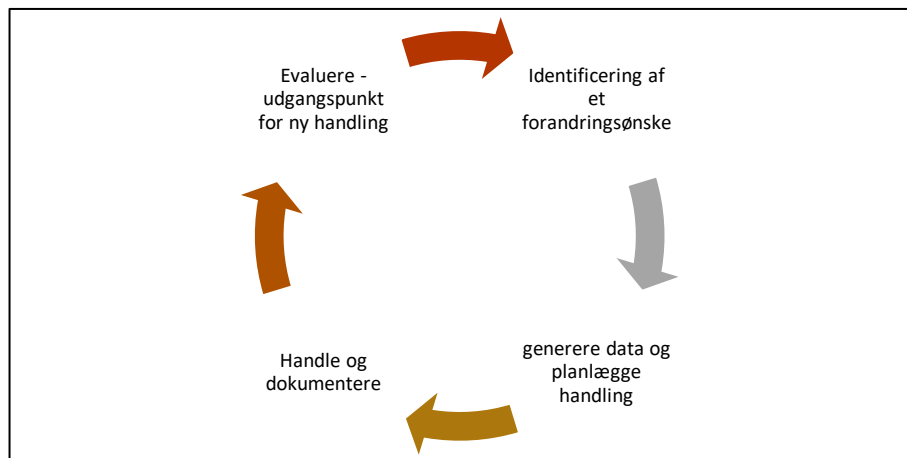 Evaluere -
udgangspunkt
for ny handling
Identificering af
et
forandringsønske
generere data og
planlægge
handling
Handle og
dokumentere